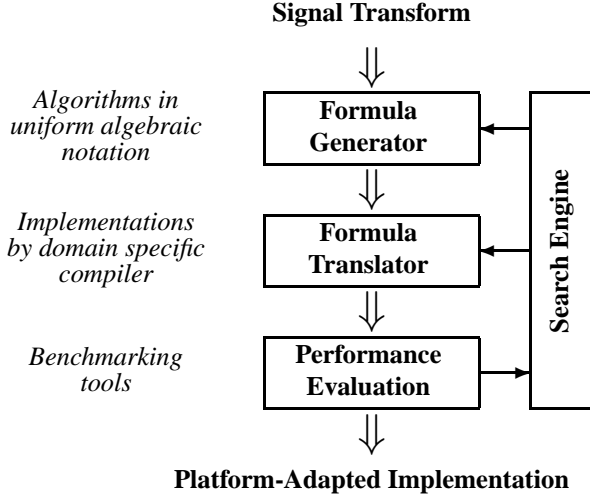 Signal Transform
Algorithms in
uniform algebraic
notation
Formula
Generator
Implementations
by domain specific
compiler
Formula
Translator
Search Engine
Benchmarking
tools
Performance
Evaluation
Platform-Adapted Implementation